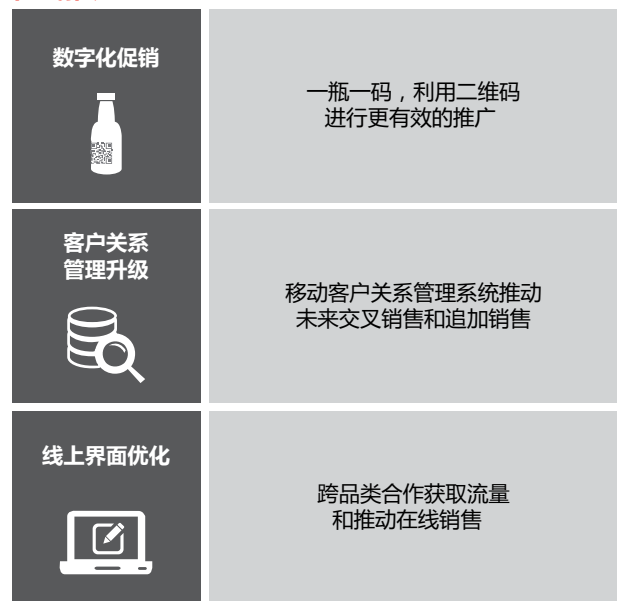 数字化促销
一瓶一码，利用二维码
进行更有效的推广
客户关系
管理升级
移动客户关系管理系统推动
未来交叉销售和追加销售
线上界面优化
跨品类合作获取流量
和推动在线销售